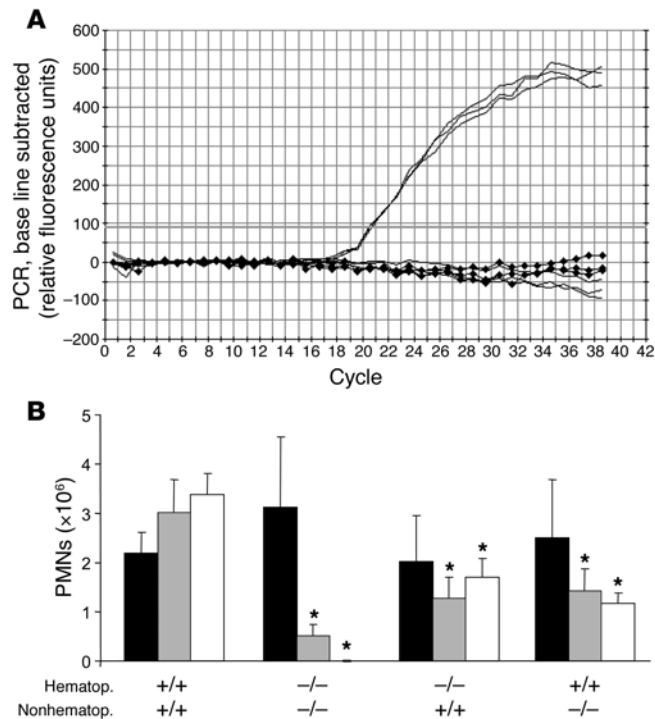 A
600
500
400
300
200
100
0
−100
−200
PCR, base line subtracted
(relative fluorescence units)
0 2 4 6 8 10 12 14 16 18 20 22 24 26 28 30 32 34 36 38 40 42
Cycle
B
5
4
3
2
1
0
PMNs (×10⁶)
* * * * * *
Hematop. +/+ −/− −/− +/+
Nonhematop. +/+ −/− +/+ −/−